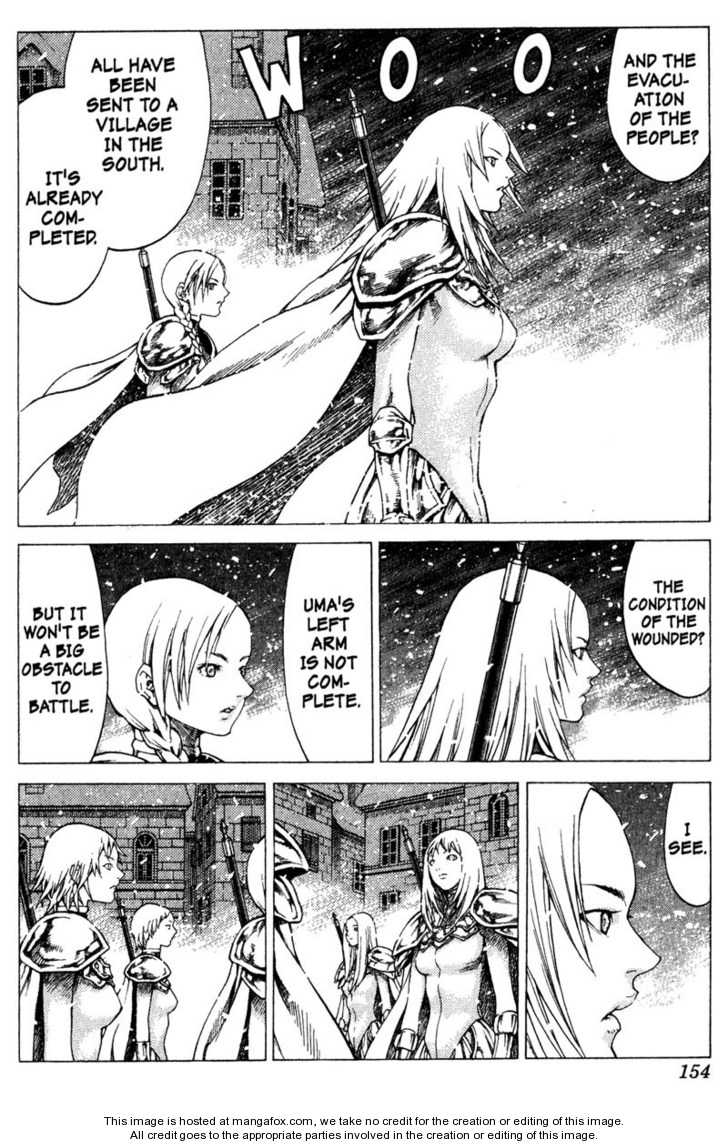 AND THE
EVACU-
ATION
OF THE
PEOPLE?
WOO
ALL HAVE
BEEN
SENT TO A
VILLAGE
IN THE
SOUTH.
IT'S
ALREADY
COM-
PLETED.
THE
CONDITION
OF THE
WOUNDED?
UMA'S
LEFT
ARM
IS NOT
COM-
PLETE.
BUT IT
WON'T BE
A BIG
OBSTACLE
TO
BATTLE.
I
SEE.
154
This image is hosted at mangafox.com, we take no credit for the creation or editing of this image.
All credit goes to the appropriate parties involved in the creation or editing of this image.